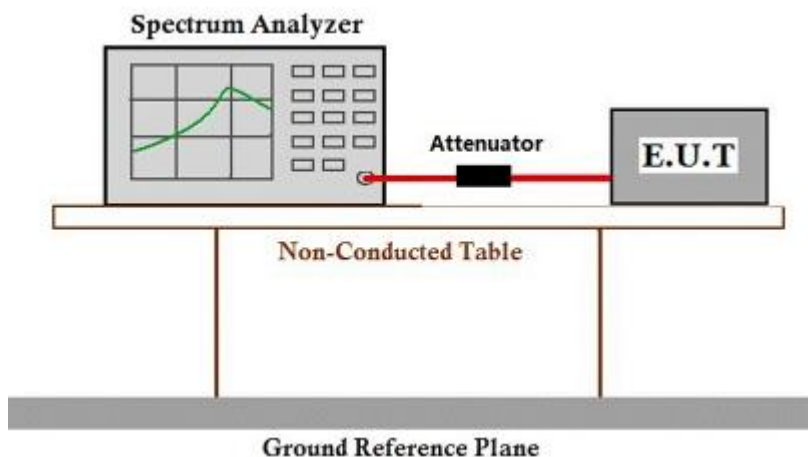 Spectrum Analyzer
Attenuator
E.U.T
Non-Conducted Table
Ground Reference Plane